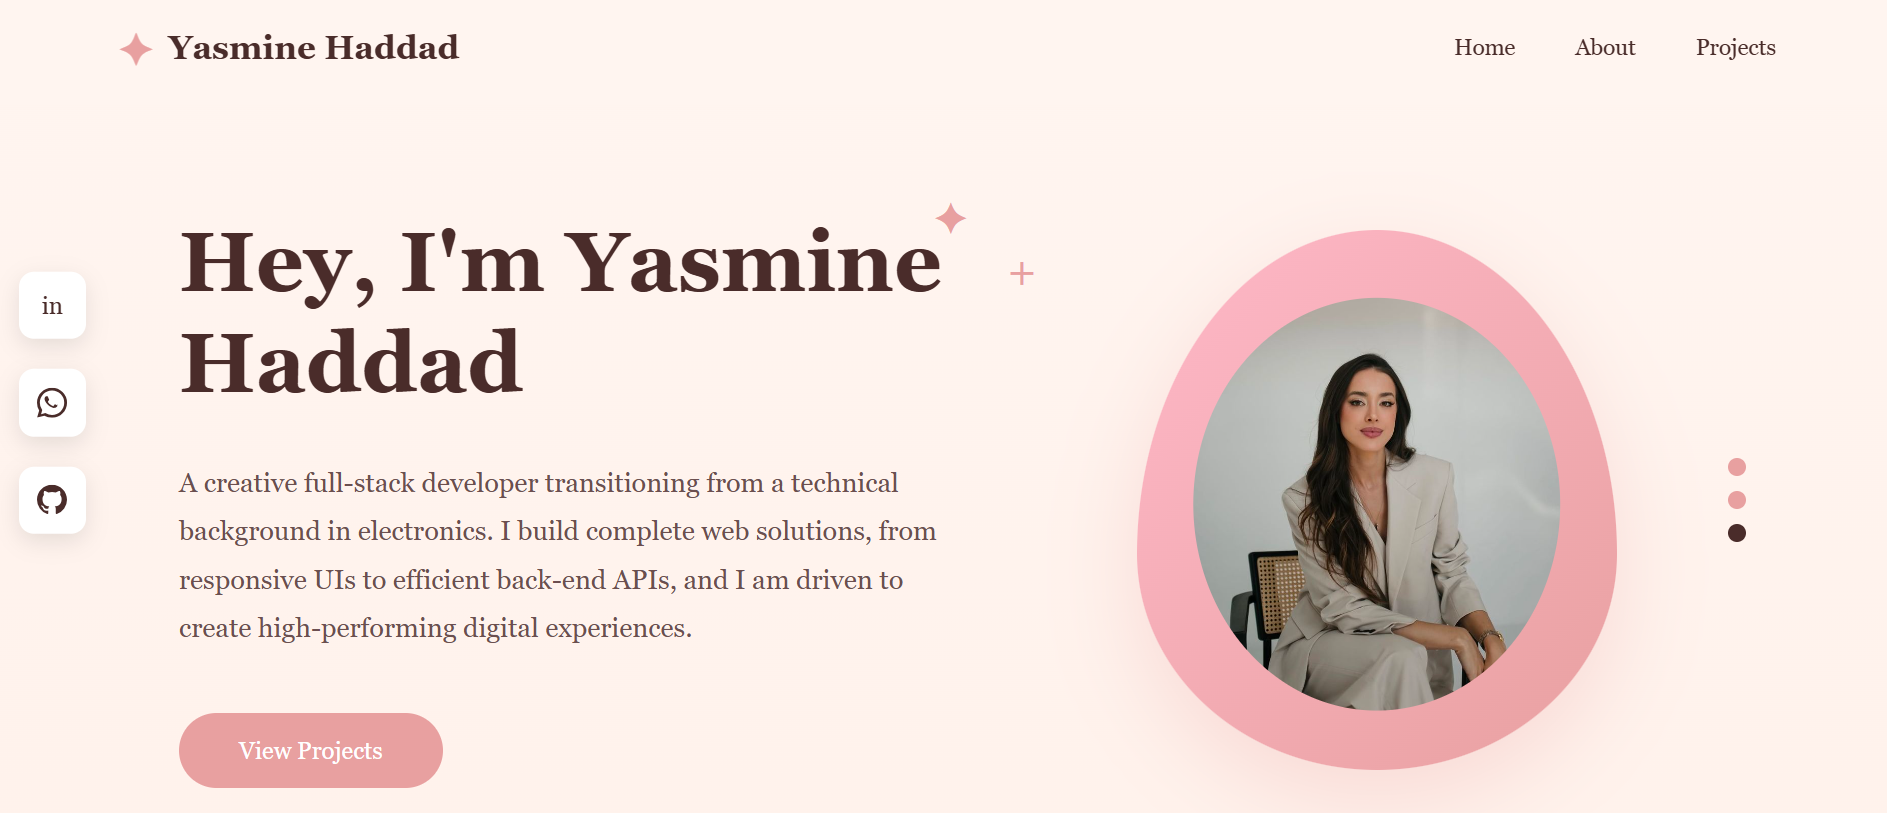 Yasmine Haddad
Home About Projects
Hey, I'm Yasmine
Haddad
in
A creative full-stack developer transitioning from a technical
background in electronics. I build complete web solutions, from
responsive UIs to efficient back-end APIs, and I am driven to
create high-performing digital experiences.
View Projects